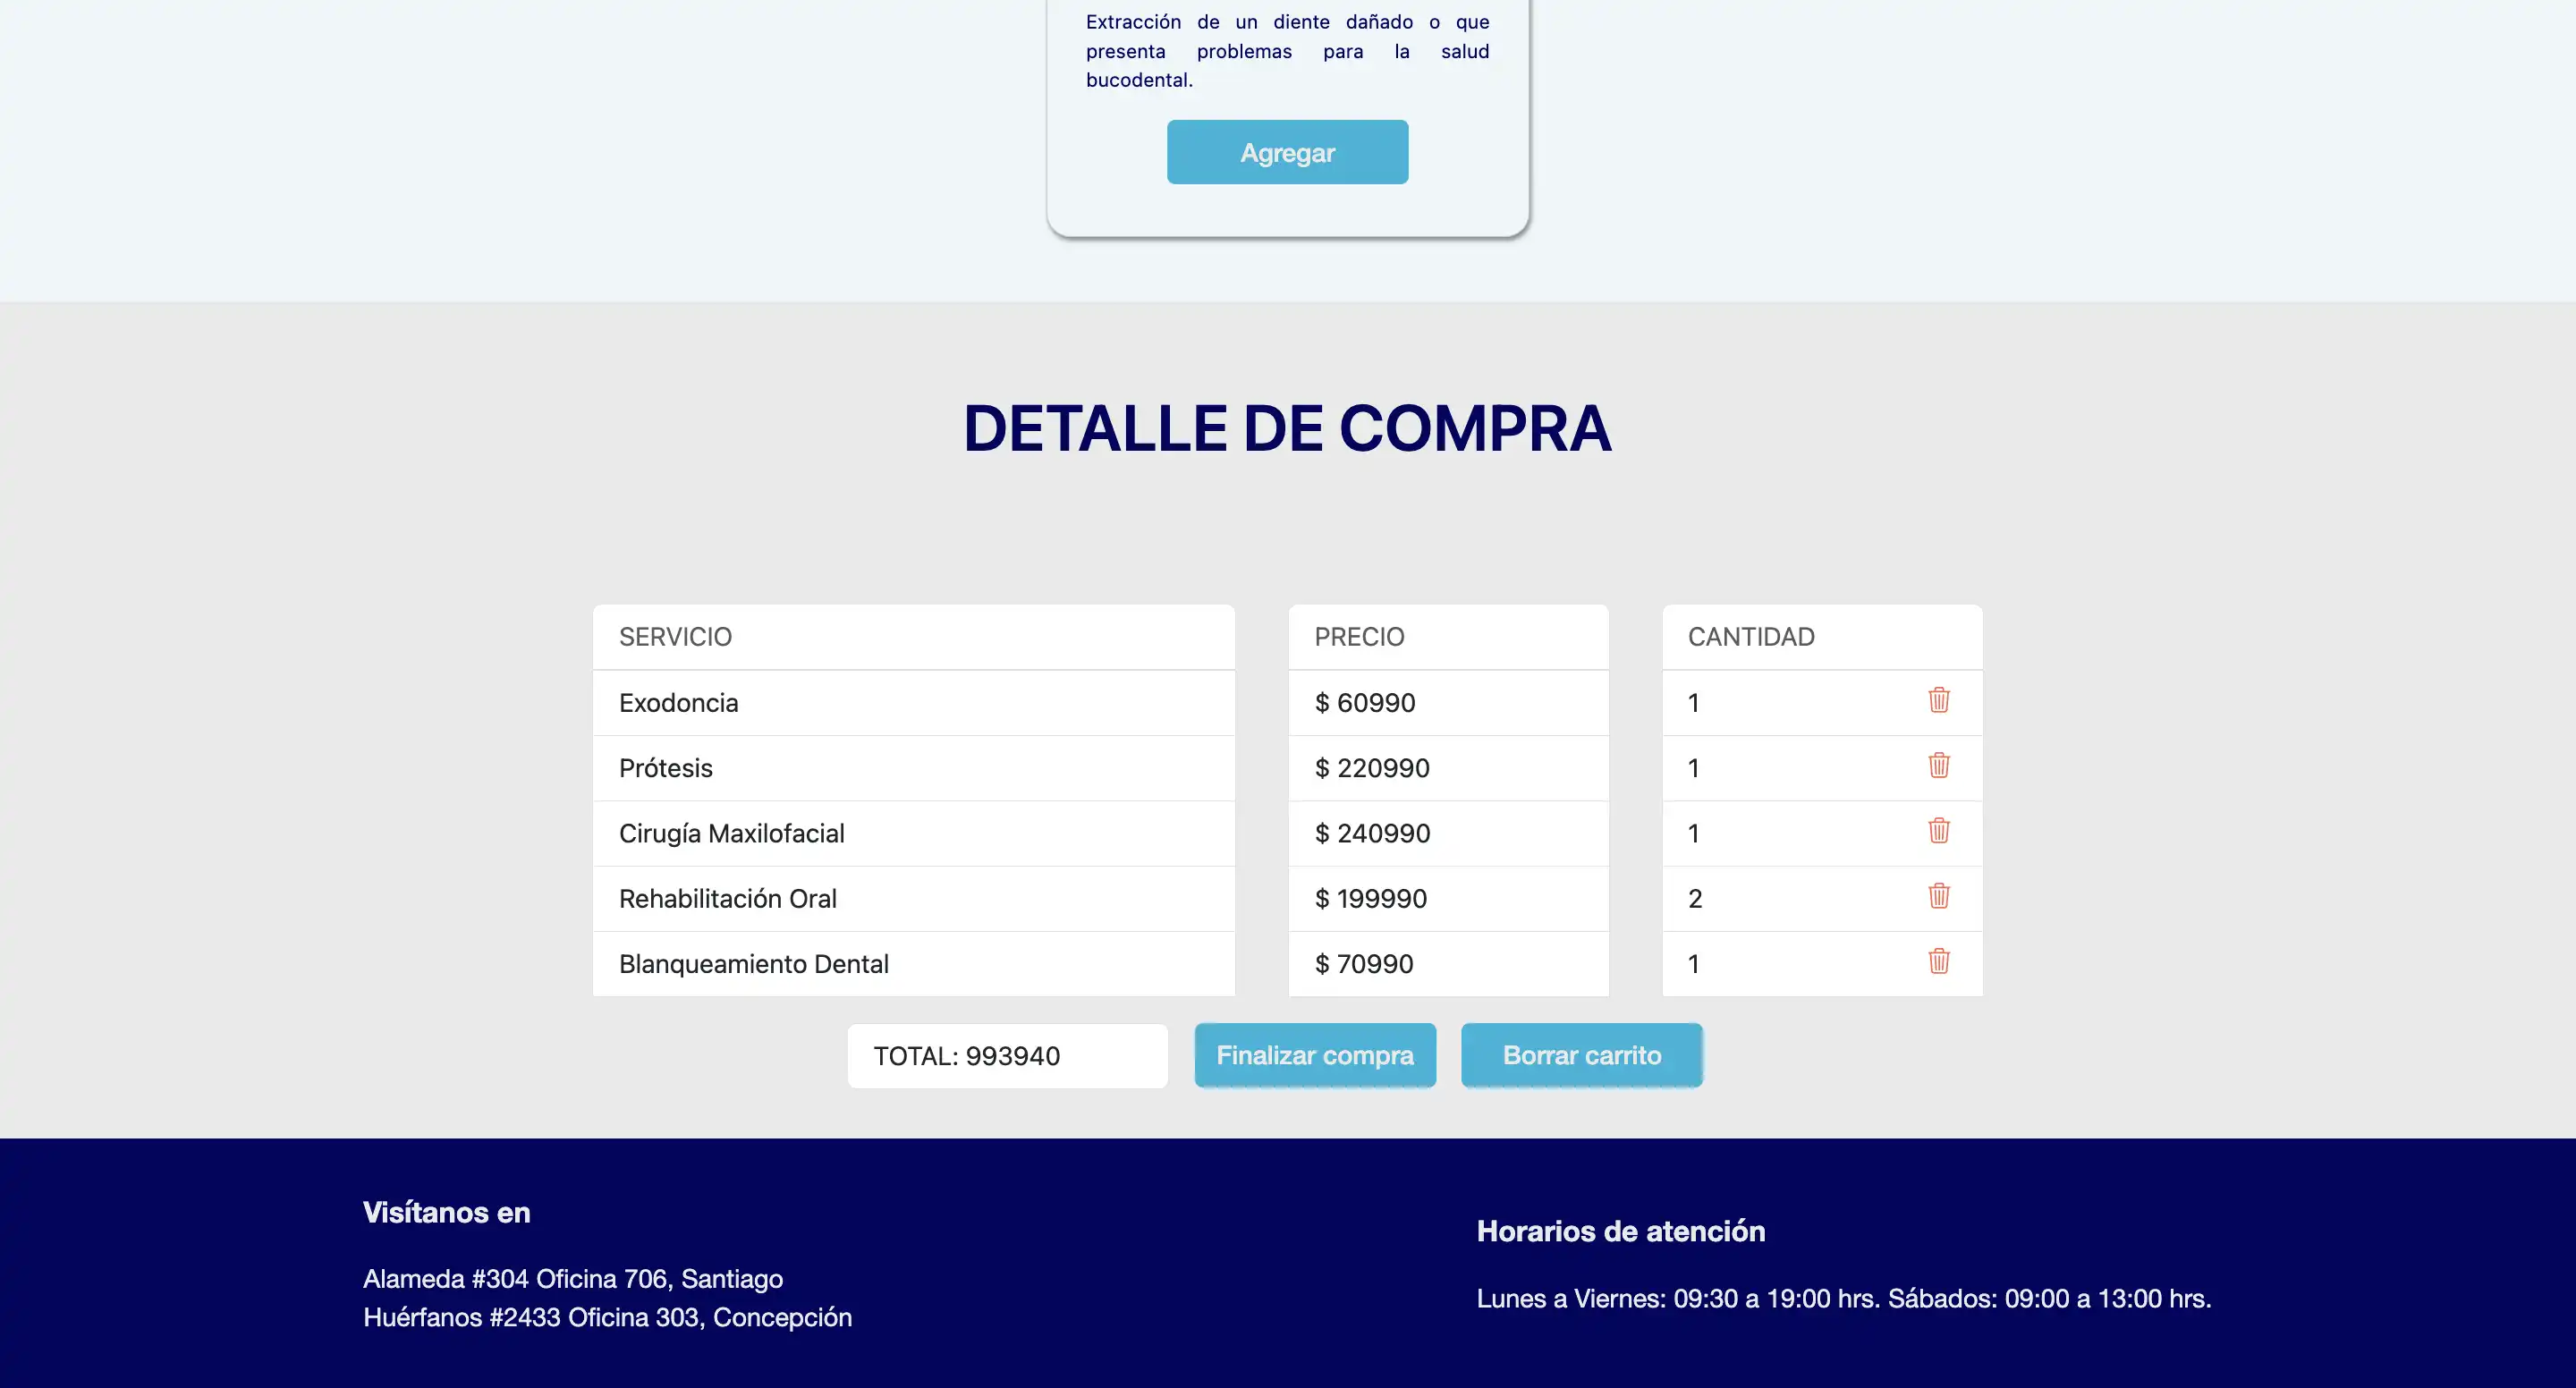 Extracción de un diente dañado o que
presenta problemas para la salud
bucodental.
Agregar
DETALLE DE COMPRA
SERVICIO PRECIO CANTIDAD
Exodoncia $ 60990 1
Prótesis $ 220990 1
Cirugía Maxilofacial $ 240990 1
Rehabilitación Oral $ 199990 2
Blanqueamiento Dental $ 70990 1
TOTAL: 993940 Finalizar compra Borrar carrito
Visítanos en
Alameda #304 Oficina 706, Santiago
Huérfanos #2433 Oficina 303, Concepción
Horarios de atención
Lunes a Viernes: 09:30 a 19:00 hrs. Sábados: 09:00 a 13:00 hrs.